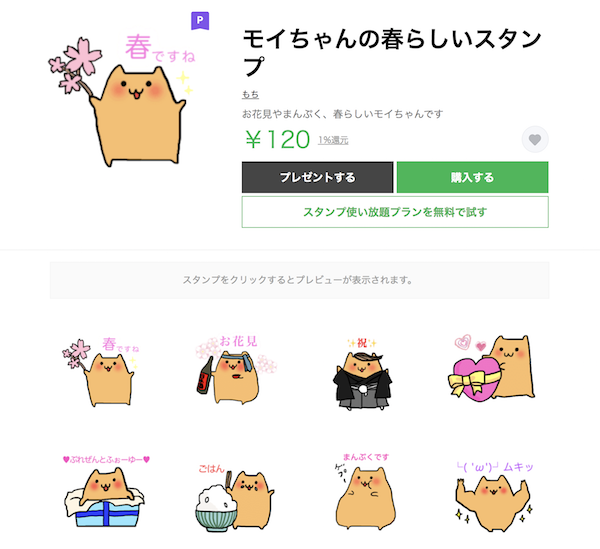 P
春ですね
モイちゃんの春らしいスタン
プ
もち
お花見やまんぷく、春らしいモイちゃんです
￥120 1%還元
プレゼントする 購入する
スタンプ使い放題プランを無料で試す
スタンプをクリックするとプレビューが表示されます。
春ですね
お花見
祝
♥ぷれぜんとふぉーゆー♥
ごはん
まんぷくです
ゲプー
╰( 'ω')╯ムキッ